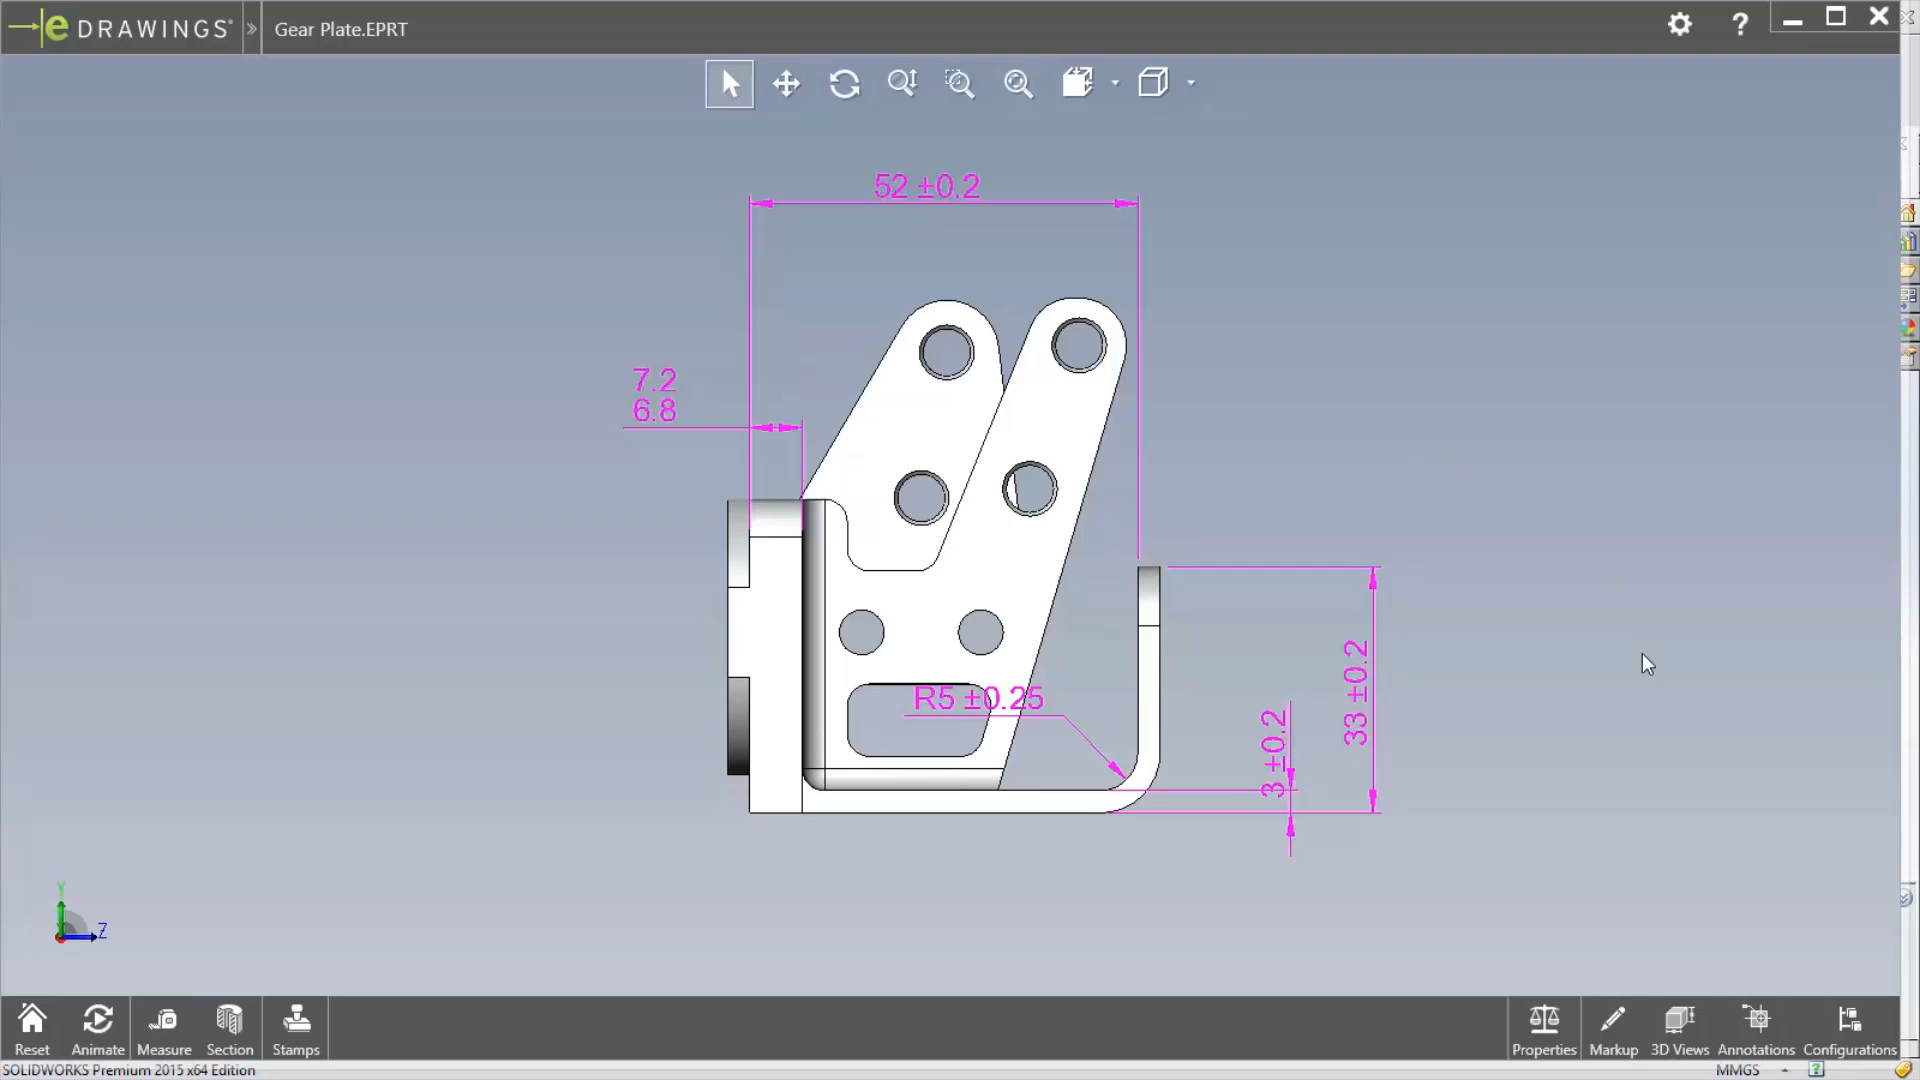 eDRAWINGS
Gear Plate.EPRT
52 ±0.2
7.2
6.8
R5 ±0.25
3 ±0.2
33 ±0.2
Y
Z
Reset Animate Measure Section Stamps Properties Markup 3D Views Annotations Configurations
SOLIDWORKS Premium 2015 x64 Edition MMGS